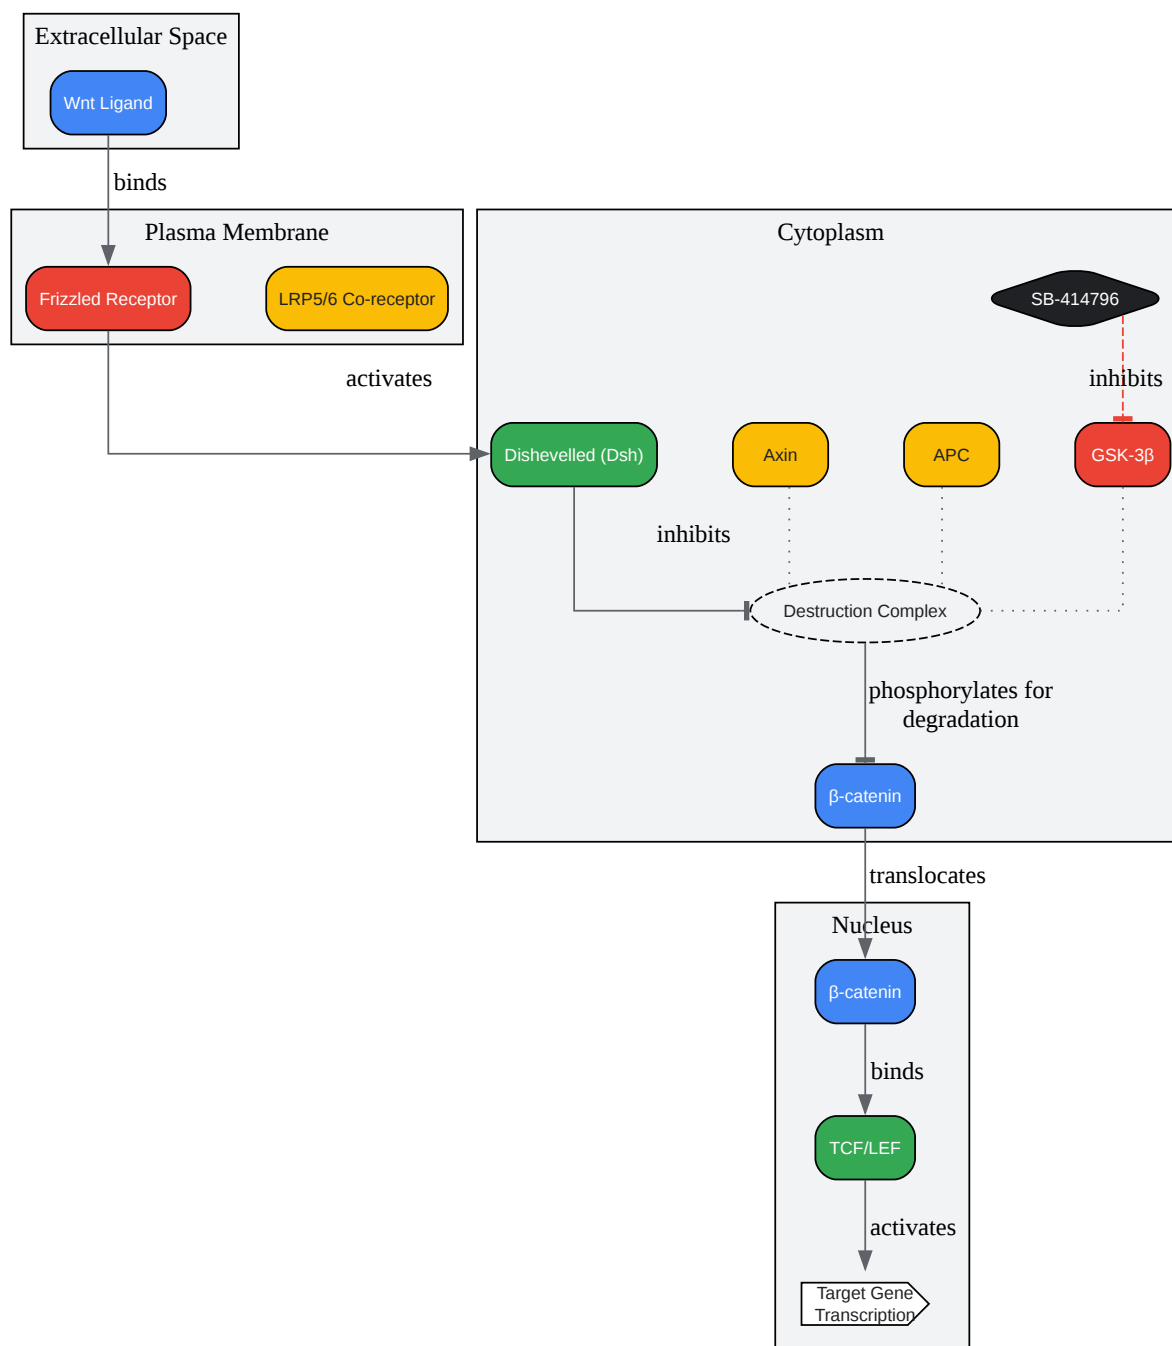 Extracellular Space
Wnt Ligand
binds
Plasma Membrane
Cytoplasm
Frizzled Receptor
LRP5/6 Co-receptor
SB-414796
activates
inhibits
Dishevelled (Dsh)
Axin
APC
GSK-3β
inhibits
Destruction Complex
phosphorylates for
degradation
β-catenin
translocates
Nucleus
β-catenin
binds
TCF/LEF
activates
Target Gene
Transcription